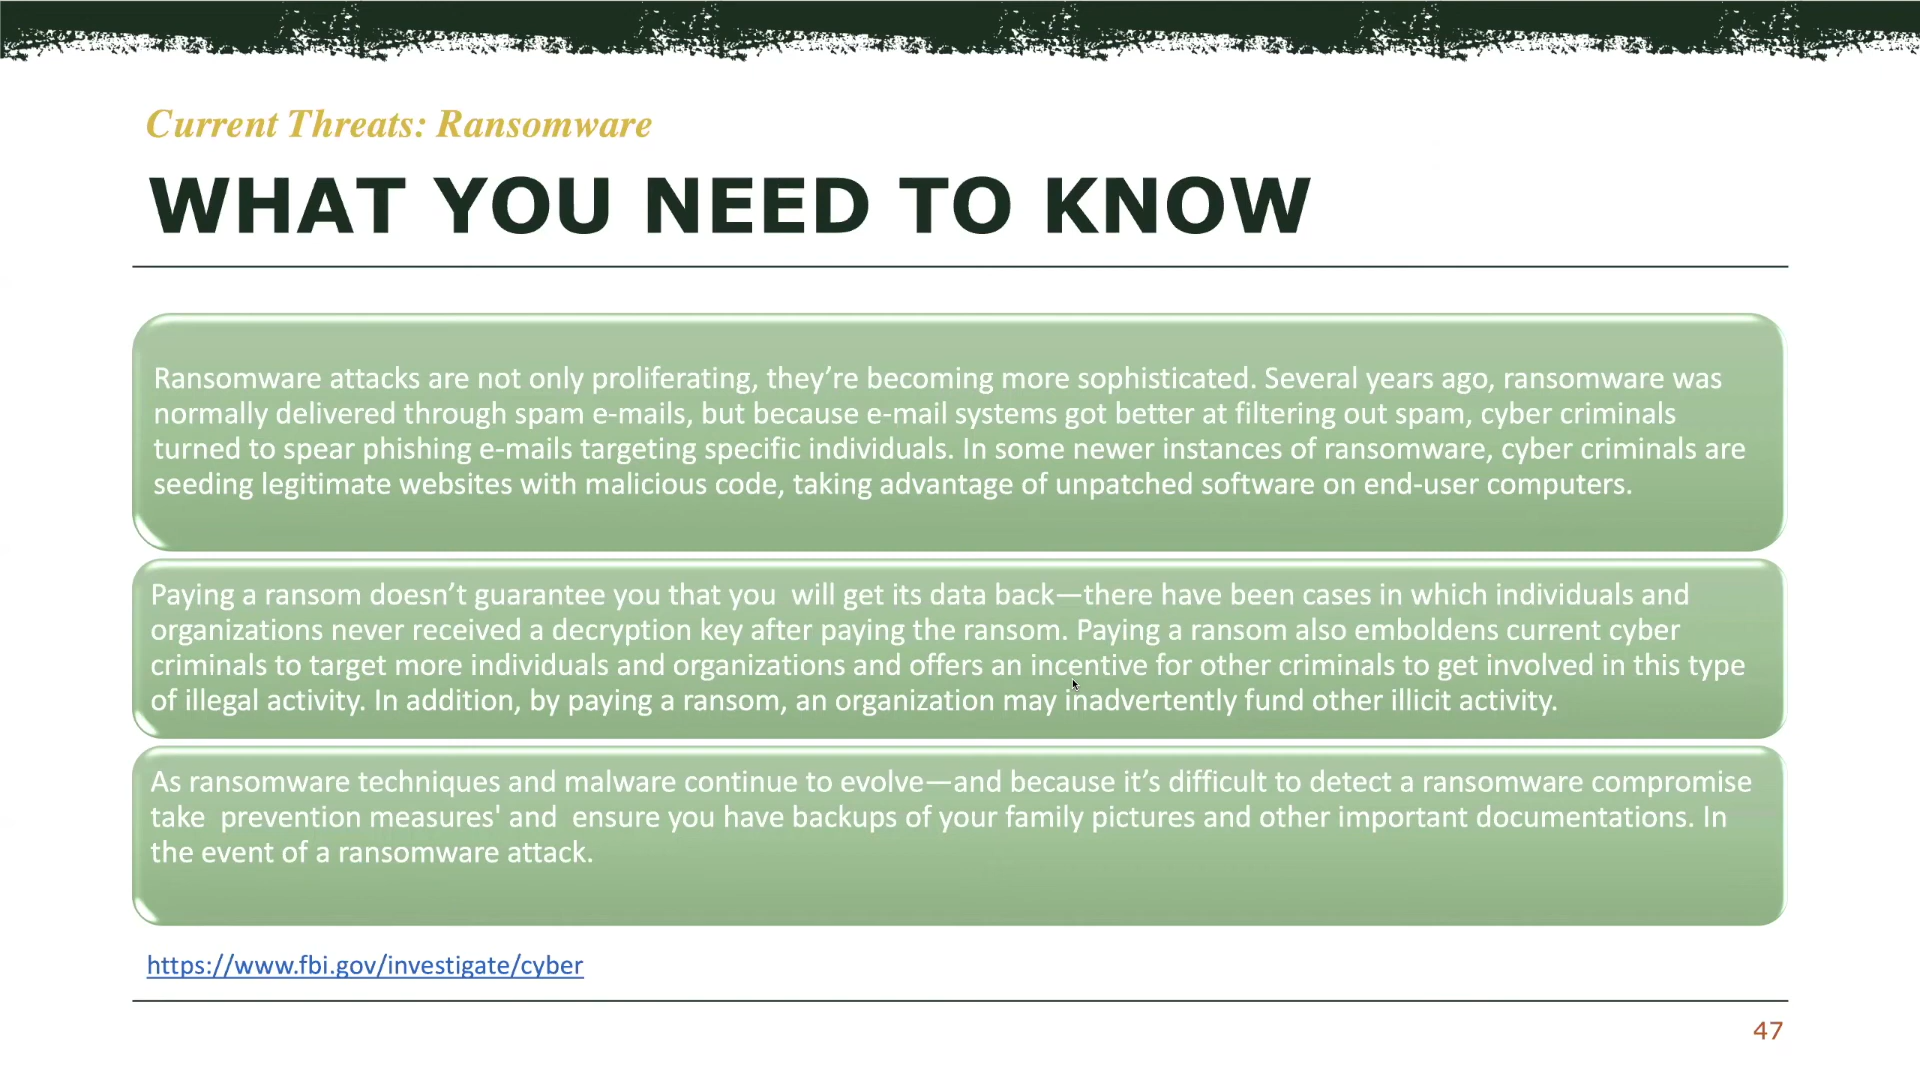 Current Threats: Ransomware
WHAT YOU NEED TO KNOW
Ransomware attacks are not only proliferating, they’re becoming more sophisticated. Several years ago, ransomware was
normally delivered through spam e-mails, but because e-mail systems got better at filtering out spam, cyber criminals
turned to spear phishing e-mails targeting specific individuals. In some newer instances of ransomware, cyber criminals are
seeding legitimate websites with malicious code, taking advantage of unpatched software on end-user computers.
Paying a ransom doesn’t guarantee you that you  will get its data back—there have been cases in which individuals and
organizations never received a decryption key after paying the ransom. Paying a ransom also emboldens current cyber
criminals to target more individuals and organizations and offers an incentive for other criminals to get involved in this type
of illegal activity. In addition, by paying a ransom, an organization may inadvertently fund other illicit activity.
As ransomware techniques and malware continue to evolve—and because it’s difficult to detect a ransomware compromise
take  prevention measures' and  ensure you have backups of your family pictures and other important documentations. In
the event of a ransomware attack.
https://www.fbi.gov/investigate/cyber
47